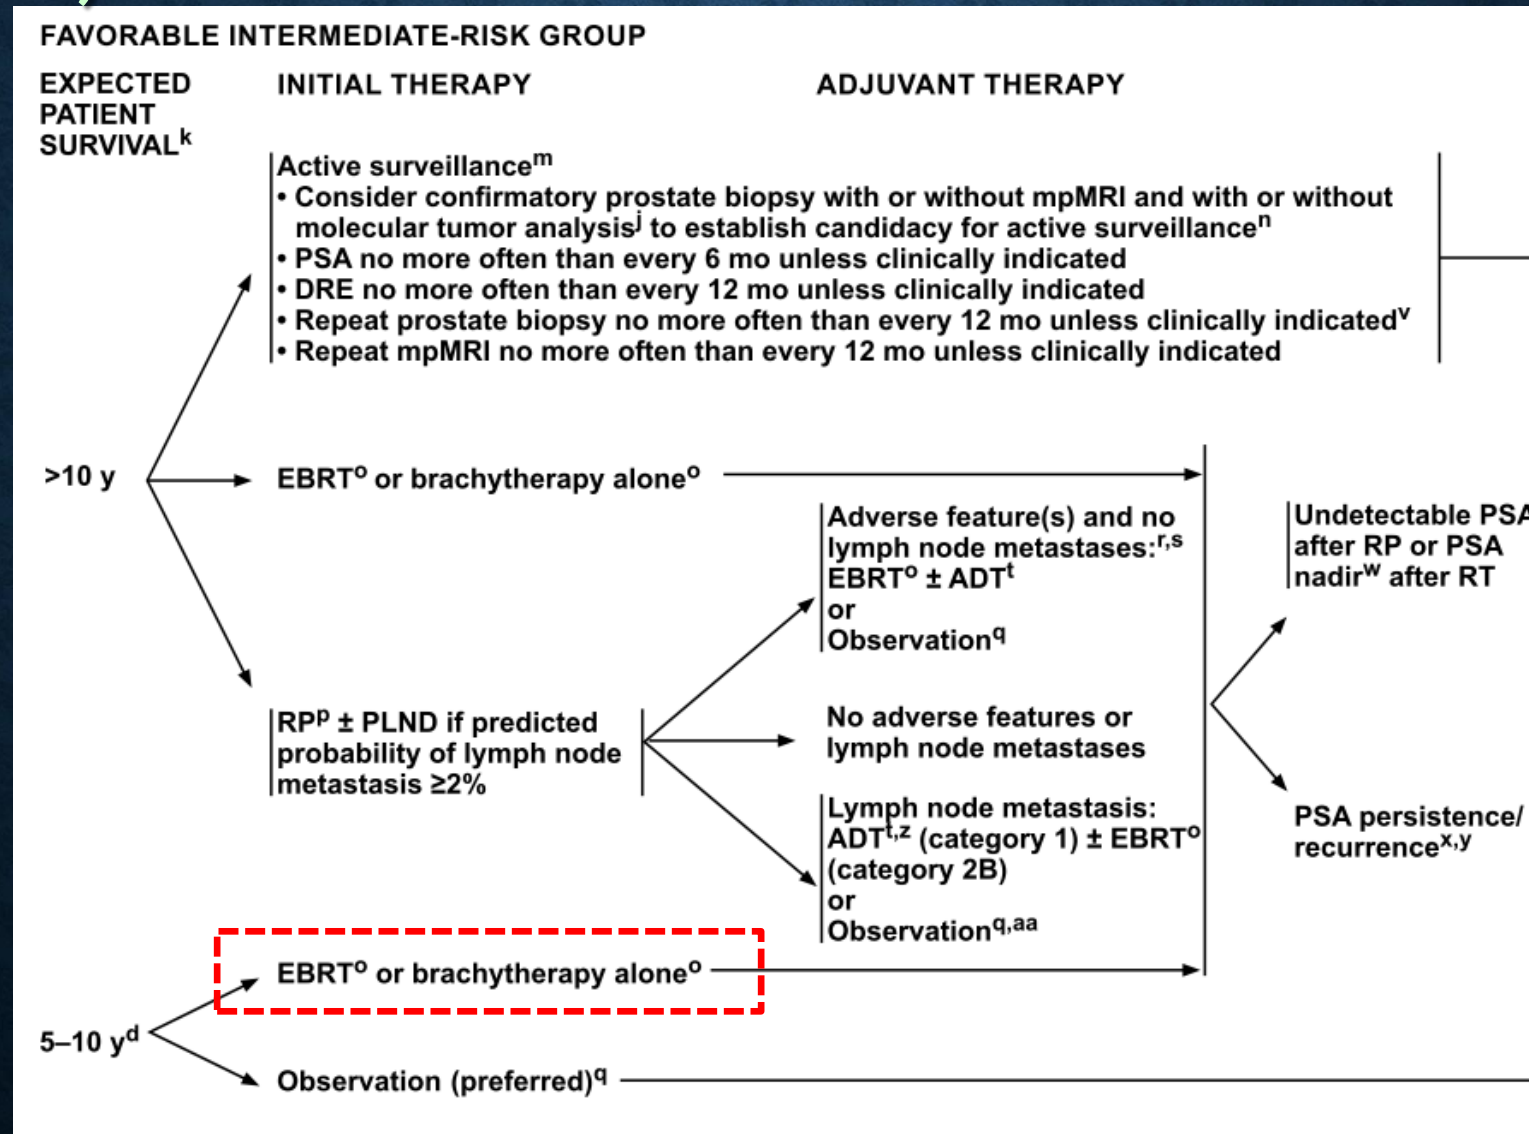 FAVORABLE INTERMEDIATE-RISK GROUP
EXPECTED
PATIENT
SURVIVALk
INITIAL THERAPY
ADJUVANT THERAPY
Active surveillancem
• Consider confirmatory prostate biopsy with or without mpMRI and with or without
molecular tumor analysisj to establish candidacy for active surveillancen
• PSA no more often than every 6 mo unless clinically indicated
• DRE no more often than every 12 mo unless clinically indicated
• Repeat prostate biopsy no more often than every 12 mo unless clinically indicatedv
• Repeat mpMRI no more often than every 12 mo unless clinically indicated
>10 y
EBRTo or brachytherapy aloneo
Adverse feature(s) and no
lymph node metastases:r,s
EBRTo ± ADTt
or
Observationq
Undetectable PSA
after RP or PSA
nadirw after RT
RPp ± PLND if predicted
probability of lymph node
metastasis ≥2%
No adverse features or
lymph node metastases
Lymph node metastasis:
ADTt,z (category 1) ± EBRTo
(category 2B)
or
Observationq,aa
PSA persistence/
recurrencex,y
EBRTo or brachytherapy aloneo
5–10 yd
Observation (preferred)q